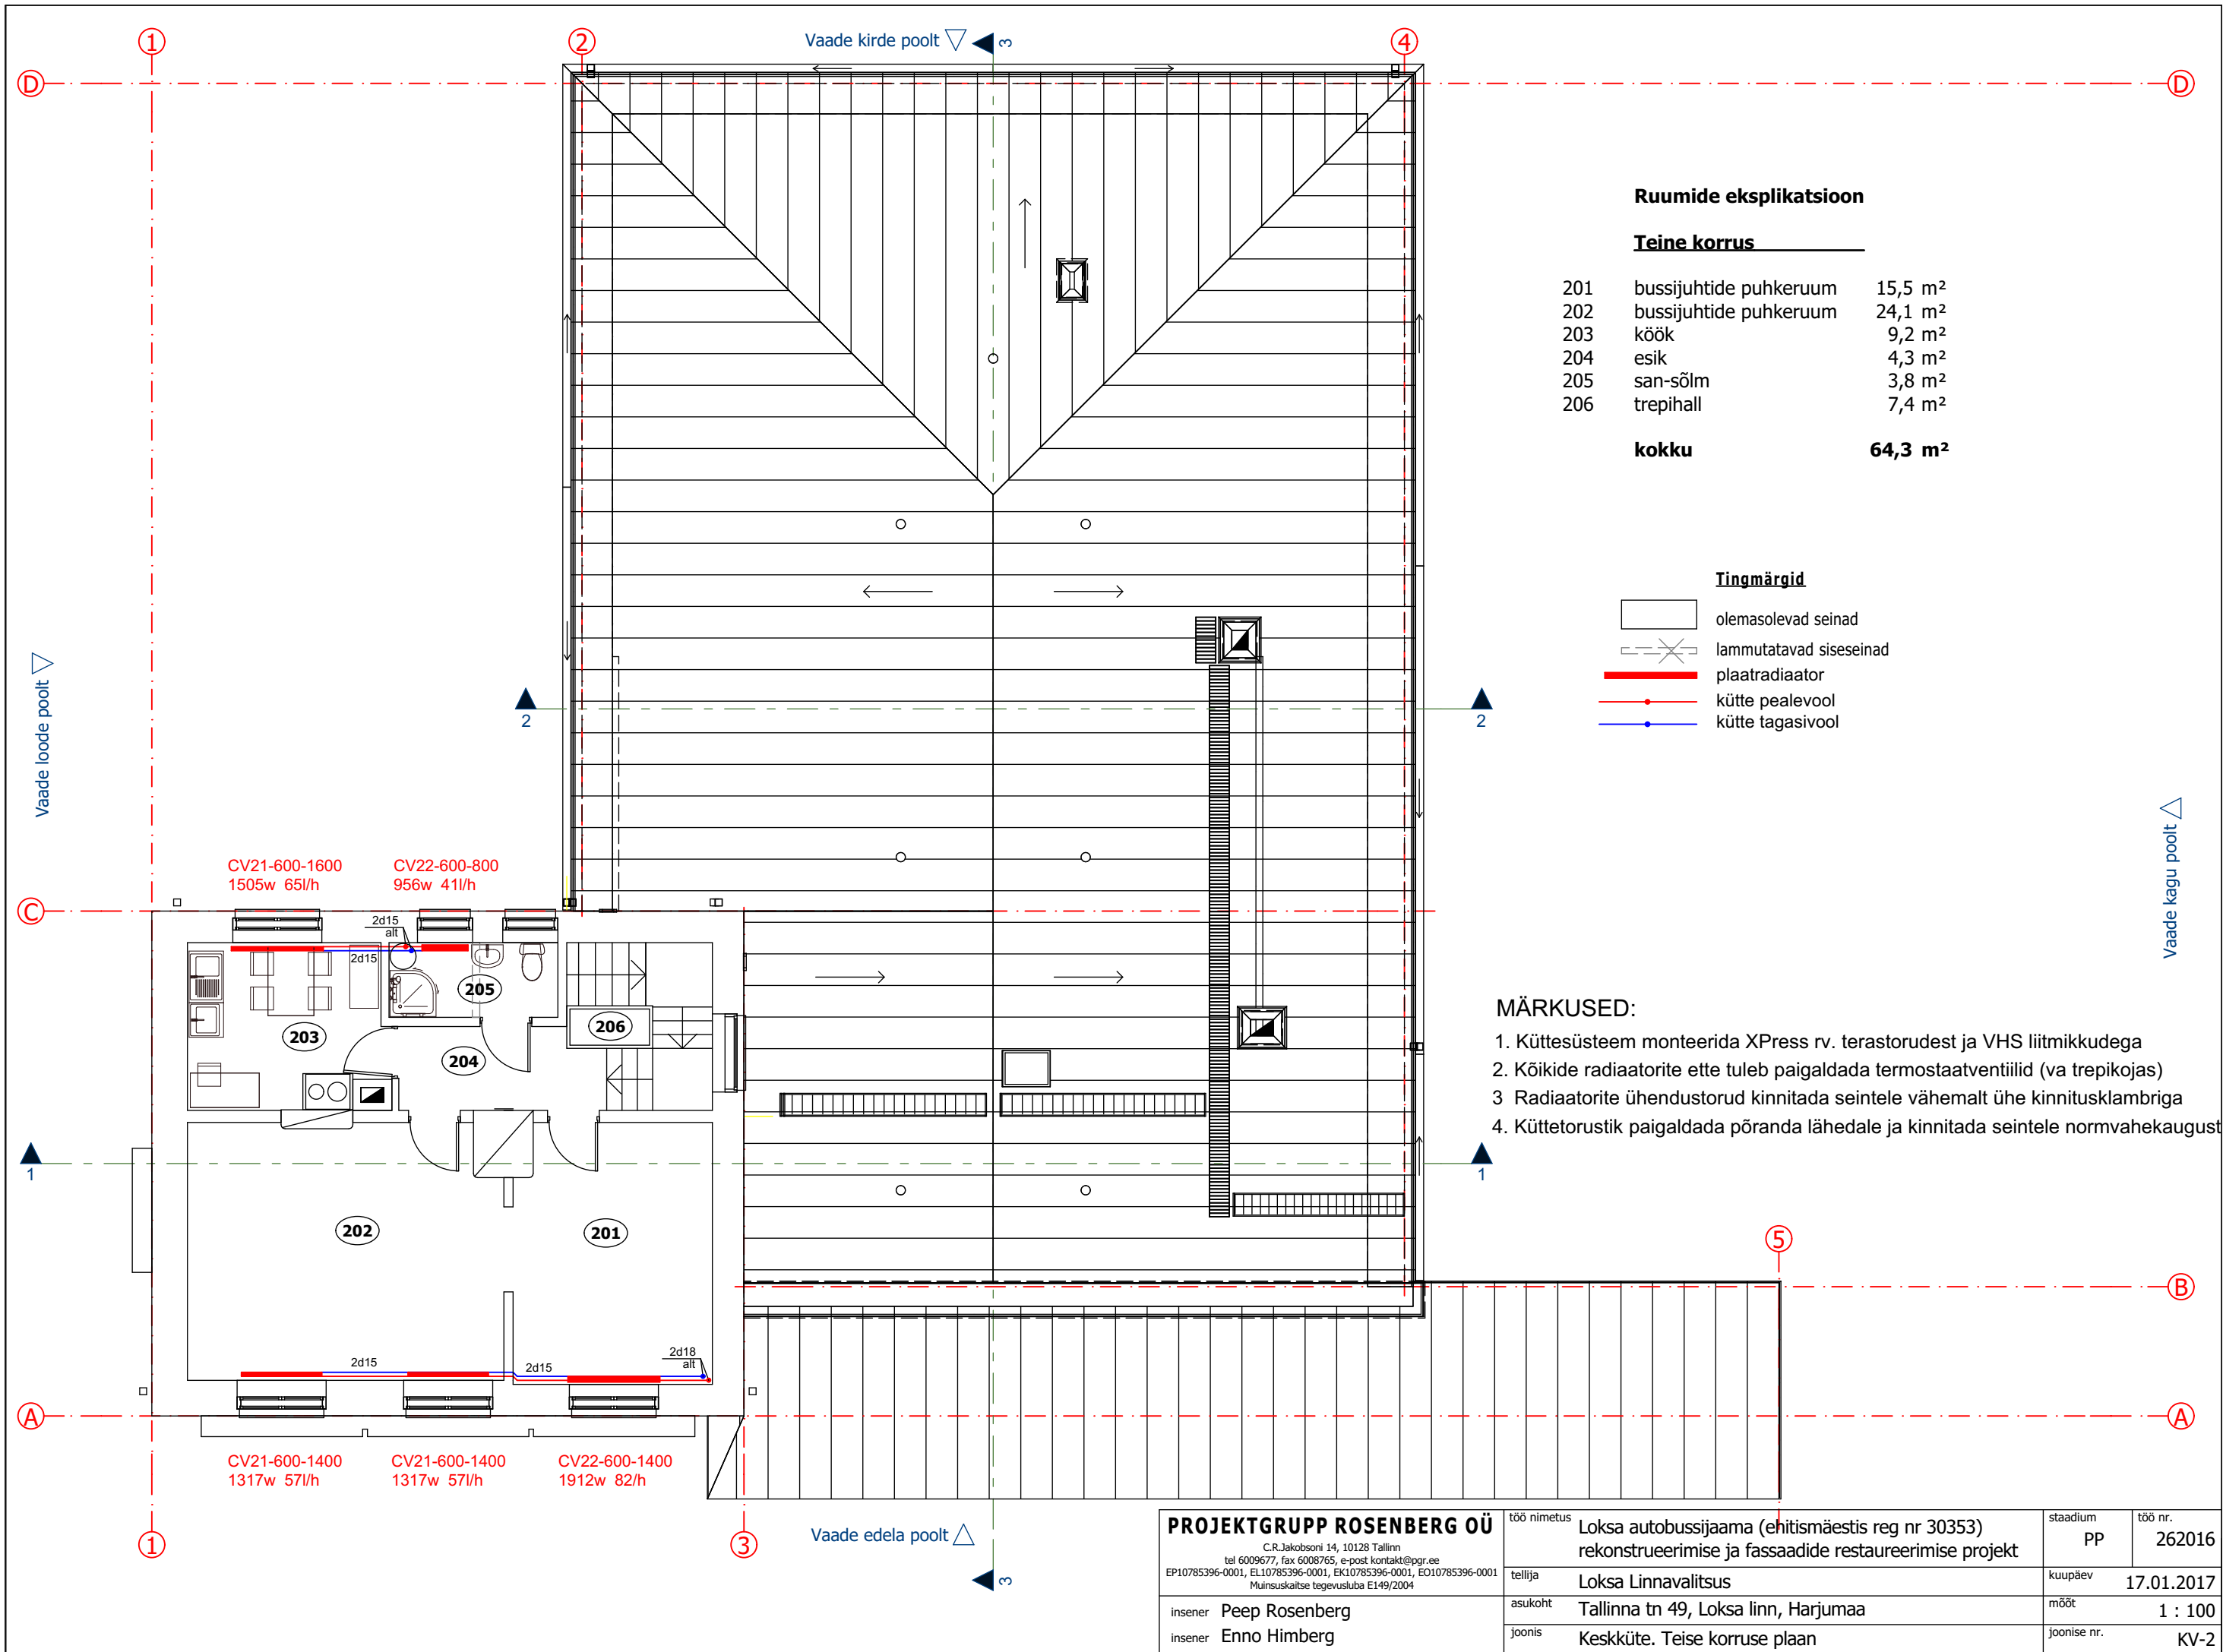 1
2
Vaade kirde poolt
3
4
D
D
Ruumide eksplikatsioon
Teine korrus
201 bussijuhtide puhkeruum 15,5 m²
202 bussijuhtide puhkeruum 24,1 m²
203 köök 9,2 m²
204 esik 4,3 m²
205 san-sõlm 3,8 m²
206 trepihall 7,4 m²
kokku 64,3 m²
Tingmärgid
olemasolevad seinad
lammutatavad siseseinad
plaatradiaator
kütte pealevool
kütte tagasivool
Vaade loode poolt
2
2
Vaade kagu poolt
CV21-600-1600
1505w 65l/h
CV22-600-800
956w 41l/h
C
2d15
alt
2d15
205
203
206
204
MÄRKUSED:
1. Küttesüsteem monteerida XPress rv. terastorudest ja VHS liitmikkudega
2. Kõikide radiaatorite ette tuleb paigaldada termostaatventiilid (va trepikojas)
3 Radiaatorite ühendustorud kinnitada seintele vähemalt ühe kinnitusklambriga
4. Küttetorustik paigaldada põranda lähedale ja kinnitada seintele normvahekaugust
1
1
202
201
5
B
2d15
2d15
2d18
alt
A
A
CV21-600-1400
1317w 57l/h
CV21-600-1400
1317w 57l/h
CV22-600-1400
1912w 82/h
1
3
Vaade edela poolt
3
PROJEKTGRUPP ROSENBERG OÜ
C.R.Jakobsoni 14, 10128 Tallinn
tel 6009677, fax 6008765, e-post kontakt@pgr.ee
EP10785396-0001, EL10785396-0001, EK10785396-0001, EO10785396-0001
Muinsuskaitse tegevusluba E149/2004
insener Peep Rosenberg
insener Enno Himberg
töö nimetus Loksa autobussijaama (ehitismäestis reg nr 30353)
rekonstrueerimise ja fassaadide restaureerimise projekt
tellija Loksa Linnavalitsus
asukoht Tallinna tn 49, Loksa linn, Harjumaa
joonis Keskküte. Teise korruse plaan
staadium PP
töö nr. 262016
kuupäev 17.01.2017
mõõt 1 : 100
joonise nr. KV-2